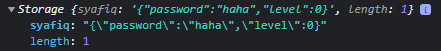 ▼ Storage {syafiq: '{"password":"haha","level":0}', length: 1} i
syafiq: "{\"password\":\"haha\",\"level\":0}"
length: 1